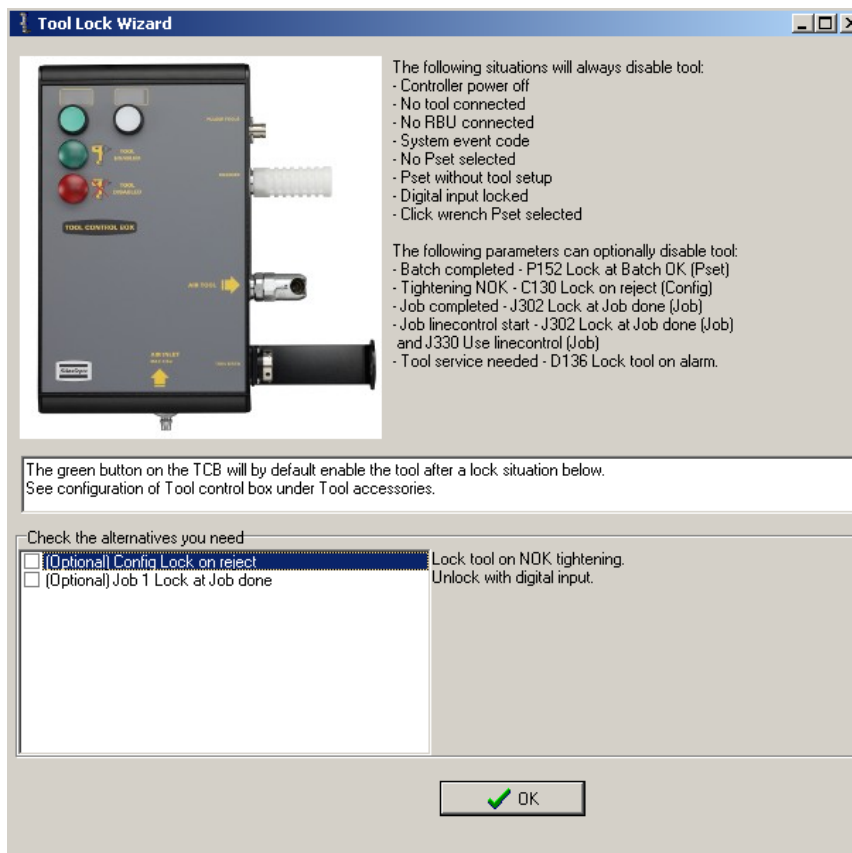 Tool Lock Wizard
The following situations will always disable tool:
- Controller power off
- No tool connected
- No RBU connected
- System event code
- No Pset selected
- Pset without tool setup
- Digital input locked
- Click wrench Pset selected
The following parameters can optionally disable tool:
- Batch completed - P152 Lock at Batch OK (Pset)
- Tightening NOK - C130 Lock on reject (Config)
- Job completed - J302 Lock at Job done (Job)
- Job linecontrol start - J302 Lock at Job done (Job)
and J330 Use linecontrol (Job)
- Tool service needed - D136 Lock tool on alarm.
TOOL
TOOL
TOOL CONTROL BOX
AIR TOOL
AIR INLET
The green button on the TCB will by default enable the tool after a lock situation below.
See configuration of Tool control box under Tool accessories.
Check the alternatives you need
(Optional) Config Lock on reject
(Optional) Job 1 Lock at Job done
Lock tool on NOK tightening.
Unlock with digital input.
OK